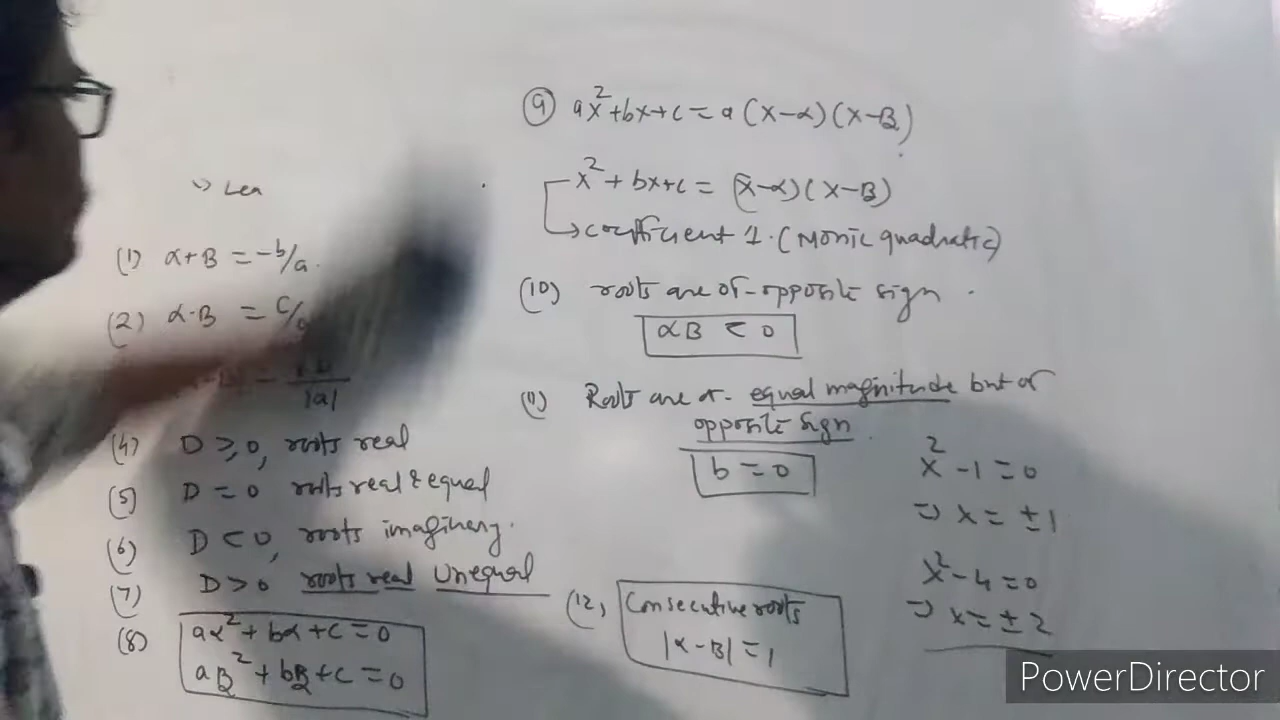 (1) α+β = -b/a.
(2) α·β = c/
|a|
(4) D ≥ 0, roots real
(5) D = 0 roots real & equal
(6) D < 0, roots imaginery.
(7) D > 0 roots real Unequal
(8) aα² + bα + c = 0
aβ² + bβ + c = 0
(9) ax² + bx + c = a (x-α) (x-β)
x² + bx + c = (x-α) (x-β)
coefficient 1. (Monic quadratic)
(10) roots are of opposite sign.
αβ < 0
(11) Roots are of equal magnitude but of
opposite sign.
b = 0
x² - 1 = 0
⇒ x = ±1
x² - 4 = 0
⇒ x = ±2
(12) Consecutive roots
|α-β| = 1
PowerDirector